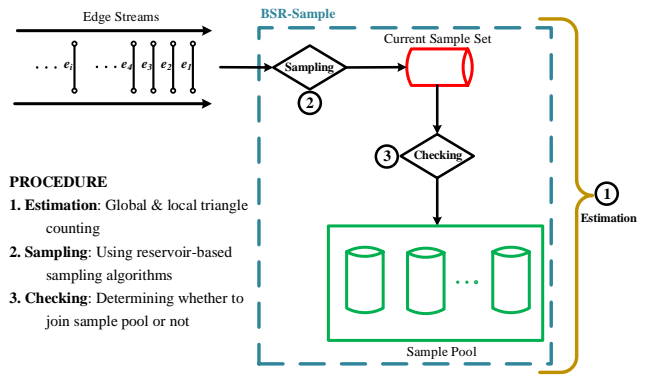 Edge Streams
BSR-Sample
Current Sample Set
. . . ei . . . e4 e3 e2 e1
Sampling
2
3
Checking
1
Estimation
PROCEDURE
1. Estimation: Global & local triangle
counting
2. Sampling: Using reservoir-based
sampling algorithms
3. Checking: Determining whether to
join sample pool or not
. . .
Sample Pool